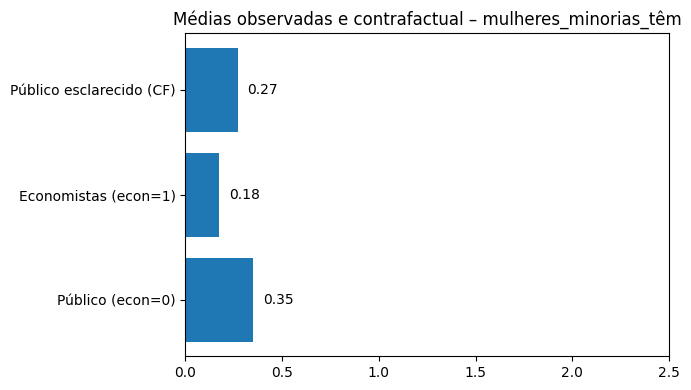 Médias observadas e contrafactual – mulheres_minorias_têm
Público esclarecido (CF)
0.27
Economistas (econ=1)
0.18
Público (econ=0)
0.35
0.0 0.5 1.0 1.5 2.0 2.5